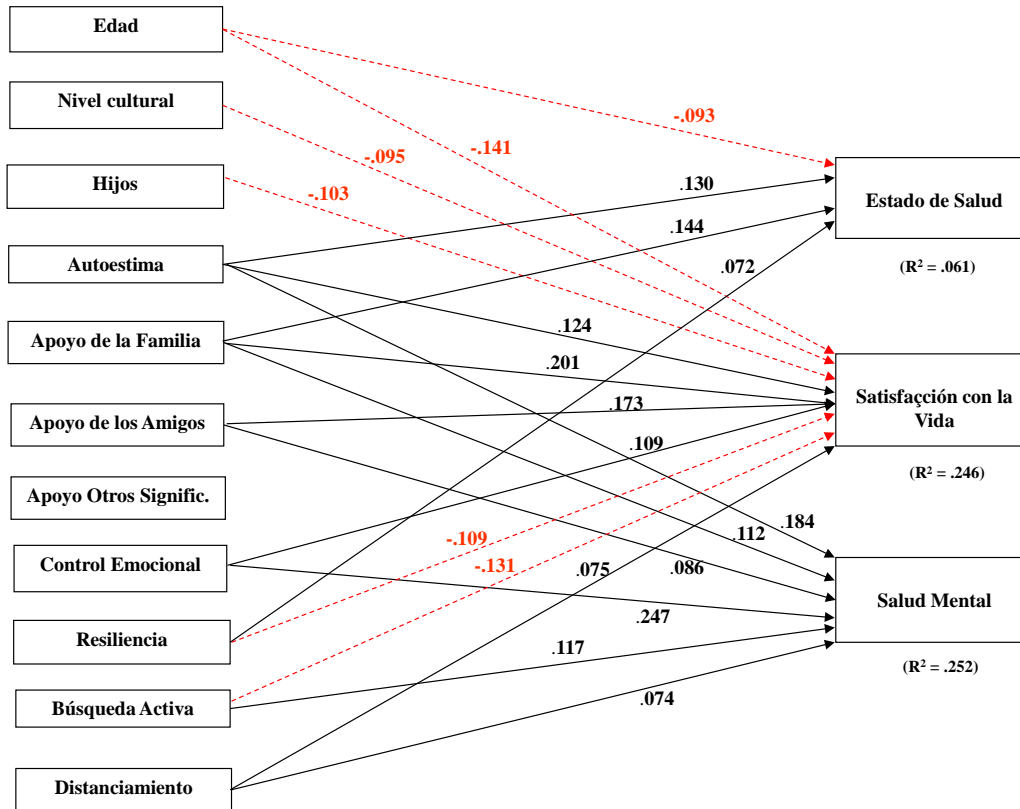 Edad
Nivel cultural
Hijos
Autoestima
Apoyo de la Familia
Apoyo de los Amigos
Apoyo Otros Signific.
Control Emocional
Resiliencia
Búsqueda Activa
Distanciamiento
-.093
-.141
-.095
-.103
.130
.144
.072
.124
.201
.173
.109
.184
.112
-.109
-.131
.075
.086
.247
.117
.074
Estado de Salud
(R² = .061)
Satisfaçción con la
Vida
(R² = .246)
Salud Mental
(R² = .252)